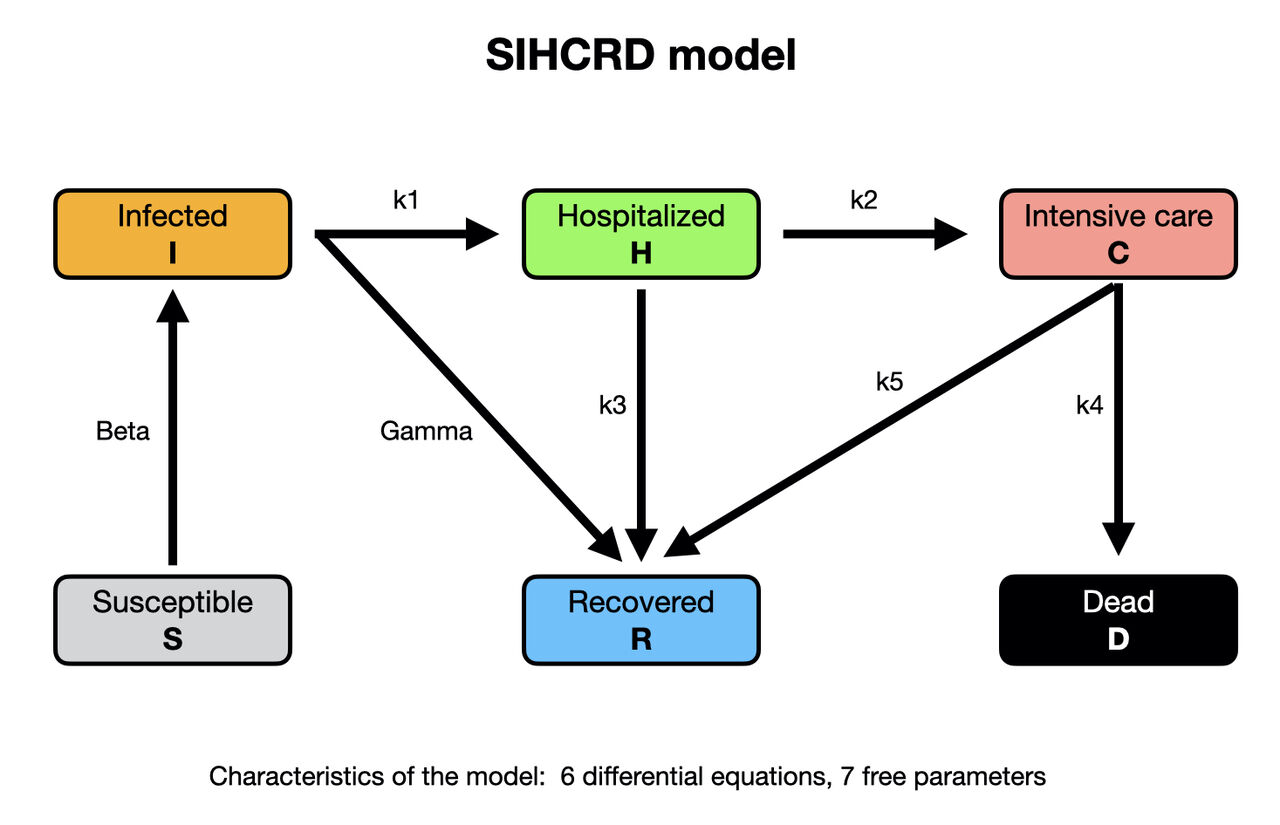 SIHCRD model
Infected
I
k1
Hospitalized
H
k2
Intensive care
C
Beta
Gamma
k3
k5
k4
Susceptible
S
Recovered
R
Dead
D
Characteristics of the model:  6 differential equations, 7 free parameters